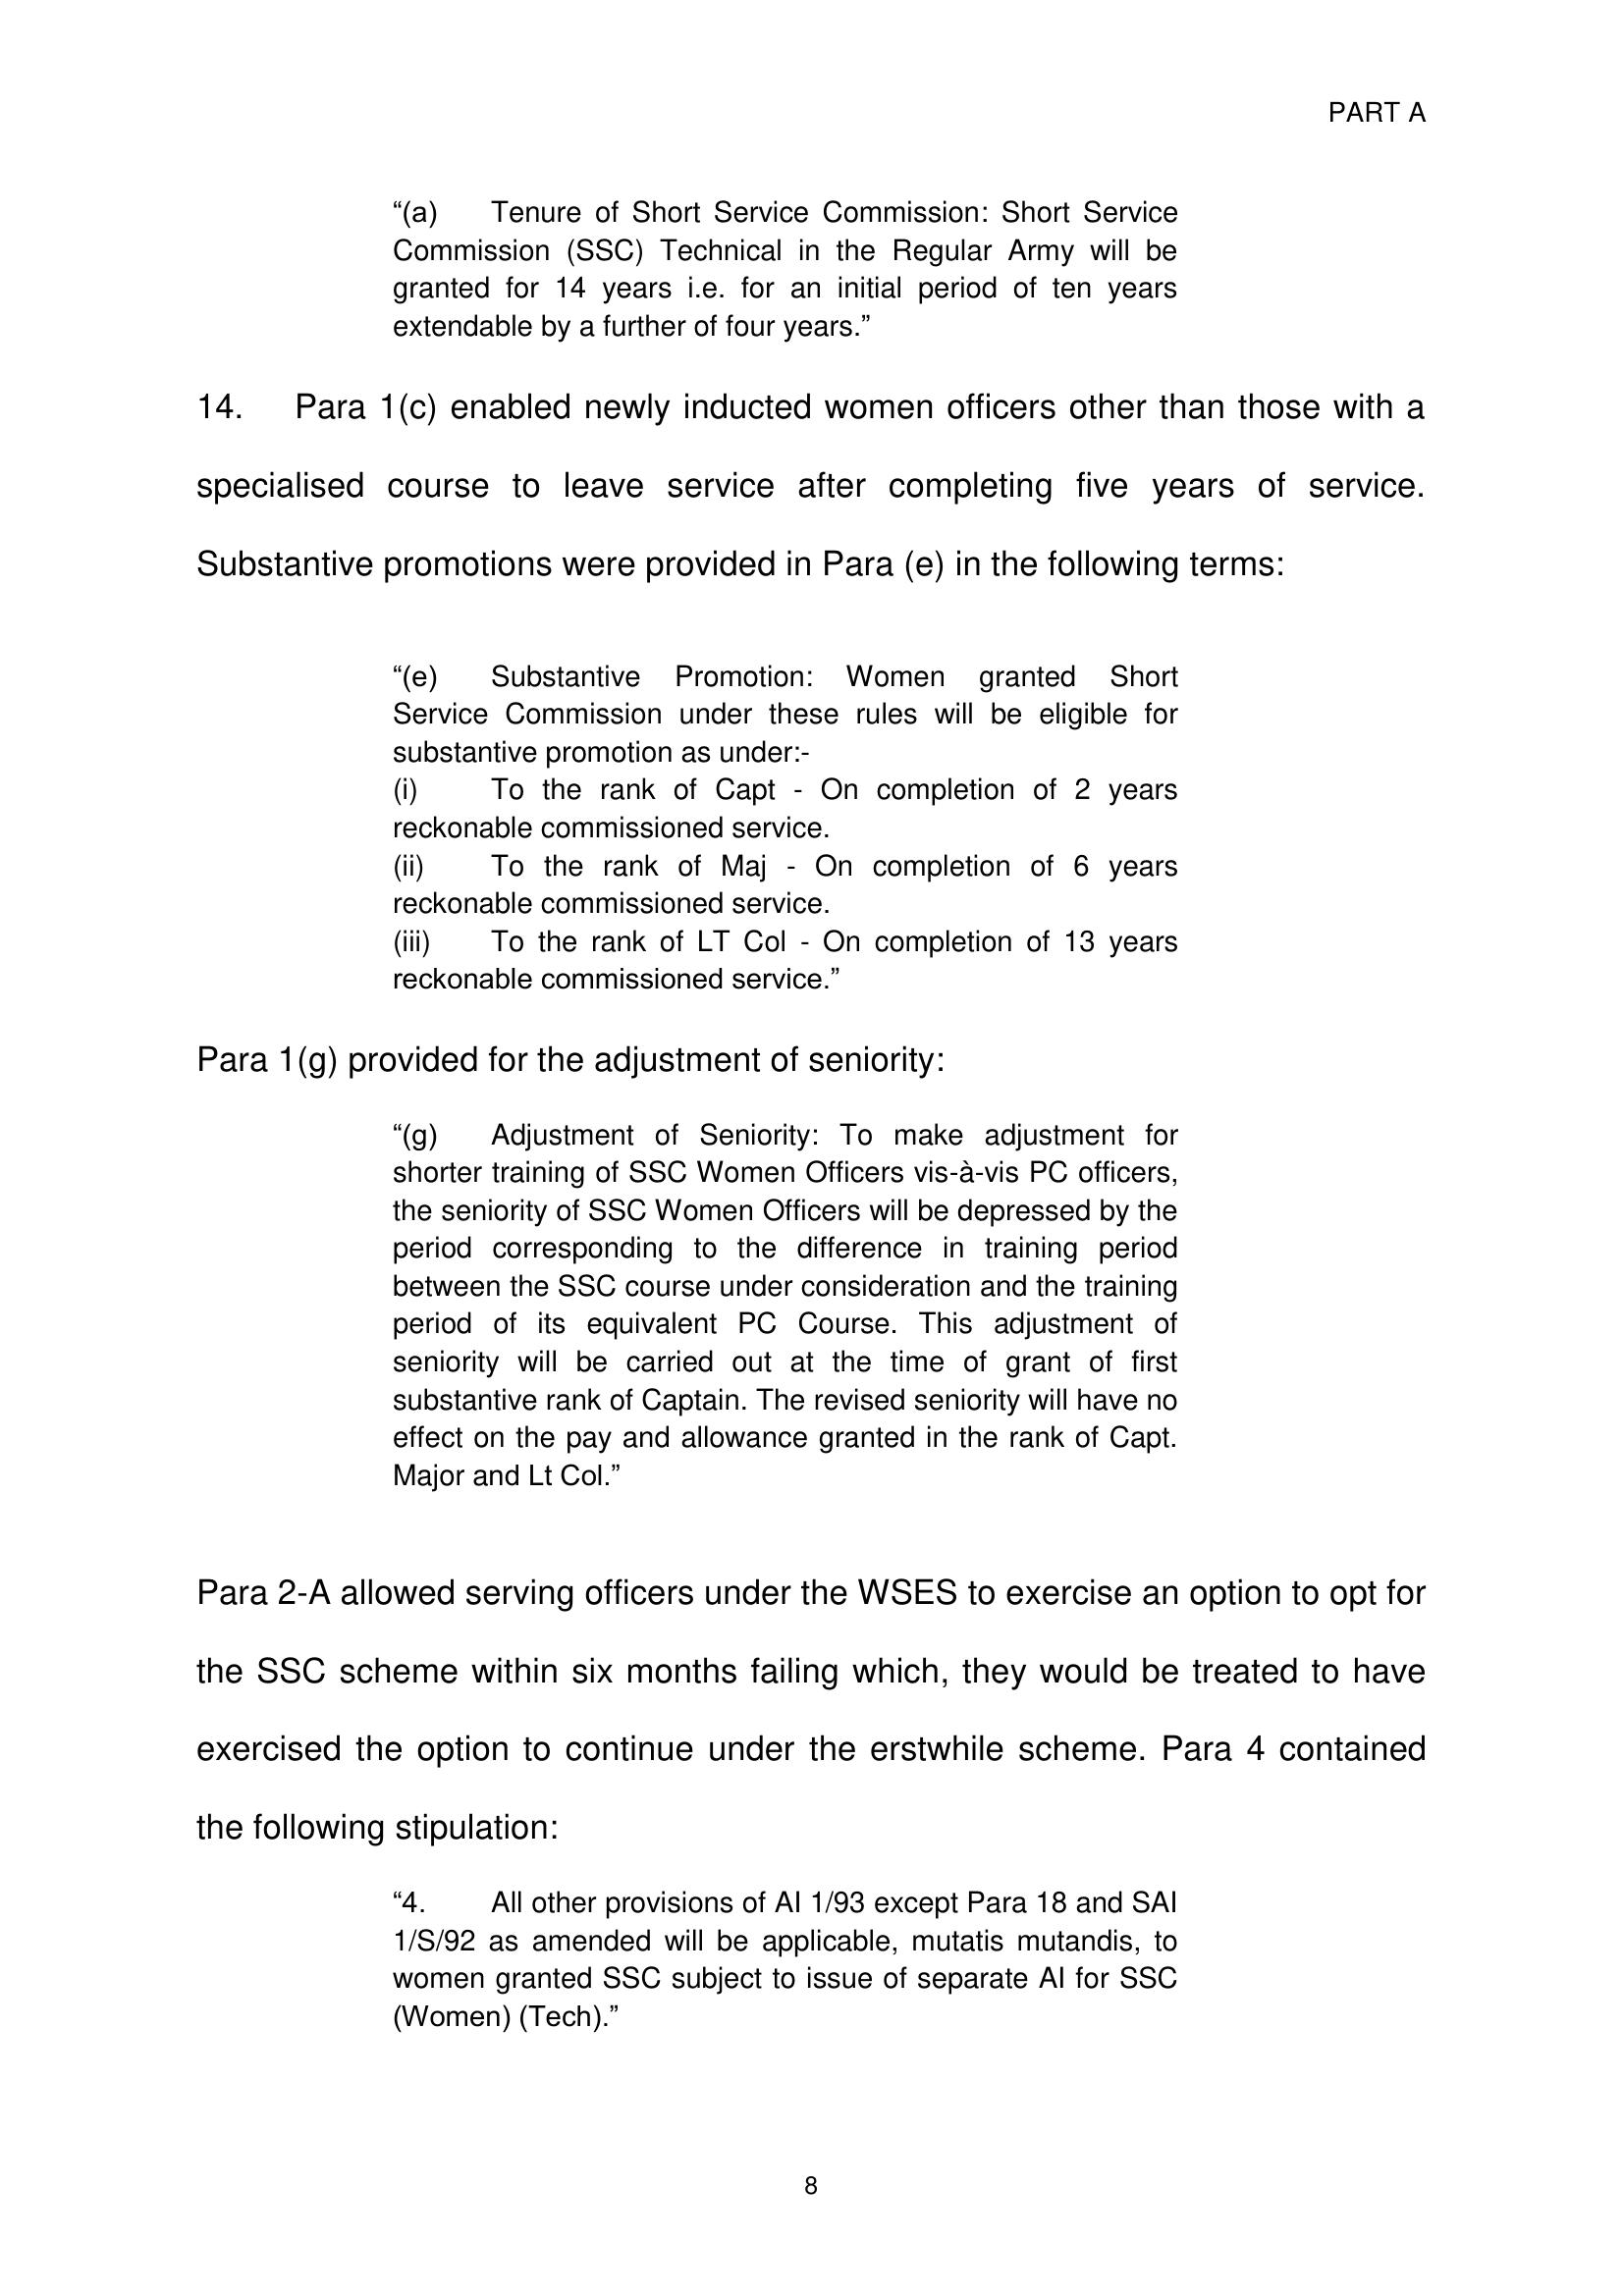 PART A
“(a) Tenure of Short Service Commission: Short Service
Commission (SSC) Technical in the Regular Army will be
granted for 14 years i.e. for an initial period of ten years
extendable by a further of four years.”
14. Para 1(c) enabled newly inducted women officers other than those with a
specialised course to leave service after completing five years of service.
Substantive promotions were provided in Para (e) in the following terms:
“(e) Substantive Promotion: Women granted Short
Service Commission under these rules will be eligible for
substantive promotion as under:-
(i) To the rank of Capt - On completion of 2 years
reckonable commissioned service.
(ii) To the rank of Maj - On completion of 6 years
reckonable commissioned service.
(iii) To the rank of LT Col - On completion of 13 years
reckonable commissioned service.”
Para 1(g) provided for the adjustment of seniority:
“(g) Adjustment of Seniority: To make adjustment for
shorter training of SSC Women Officers vis-à-vis PC officers,
the seniority of SSC Women Officers will be depressed by the
period corresponding to the difference in training period
between the SSC course under consideration and the training
period of its equivalent PC Course. This adjustment of
seniority will be carried out at the time of grant of first
substantive rank of Captain. The revised seniority will have no
effect on the pay and allowance granted in the rank of Capt.
Major and Lt Col.”
Para 2-A allowed serving officers under the WSES to exercise an option to opt for
the SSC scheme within six months failing which, they would be treated to have
exercised the option to continue under the erstwhile scheme. Para 4 contained
the following stipulation:
“4. All other provisions of AI 1/93 except Para 18 and SAI
1/S/92 as amended will be applicable, mutatis mutandis, to
women granted SSC subject to issue of separate AI for SSC
(Women) (Tech).”
8